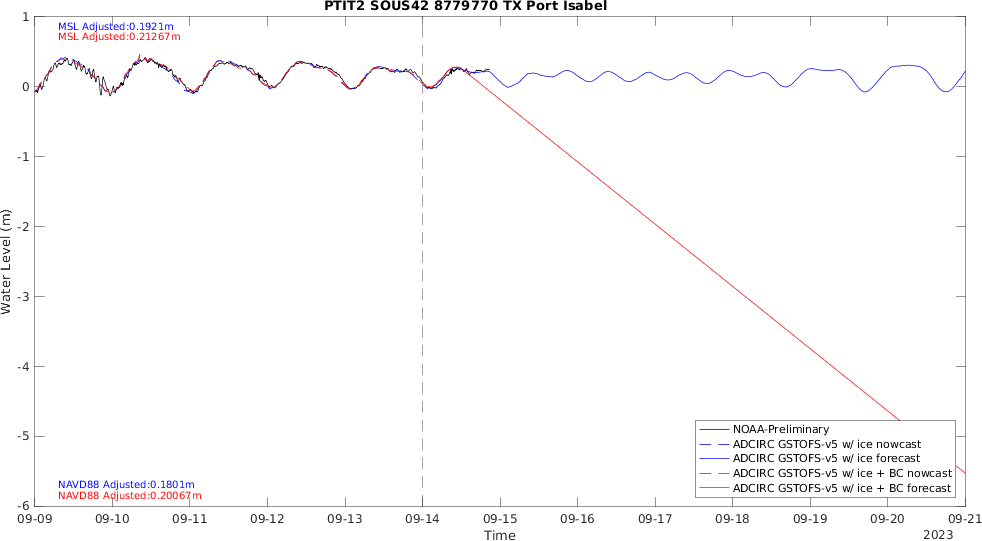 PTIT2 SOUS42 8779770 TX Port Isabel
MSL Adjusted:0.1921m
MSL Adjusted:0.21267m
1
0
-1
-2
-3
-4
-5
-6
Water Level (m)
NAVD88 Adjusted:0.1801m
NAVD88 Adjusted:0.20067m
NOAA-Preliminary
ADCIRC GSTOFS-v5 w/ ice nowcast
ADCIRC GSTOFS-v5 w/ ice forecast
ADCIRC GSTOFS-v5 w/ ice + BC nowcast
ADCIRC GSTOFS-v5 w/ ice + BC forecast
09-09 09-10 09-11 09-12 09-13 09-14 09-15 09-16 09-17 09-18 09-19 09-20 09-21
Time
2023